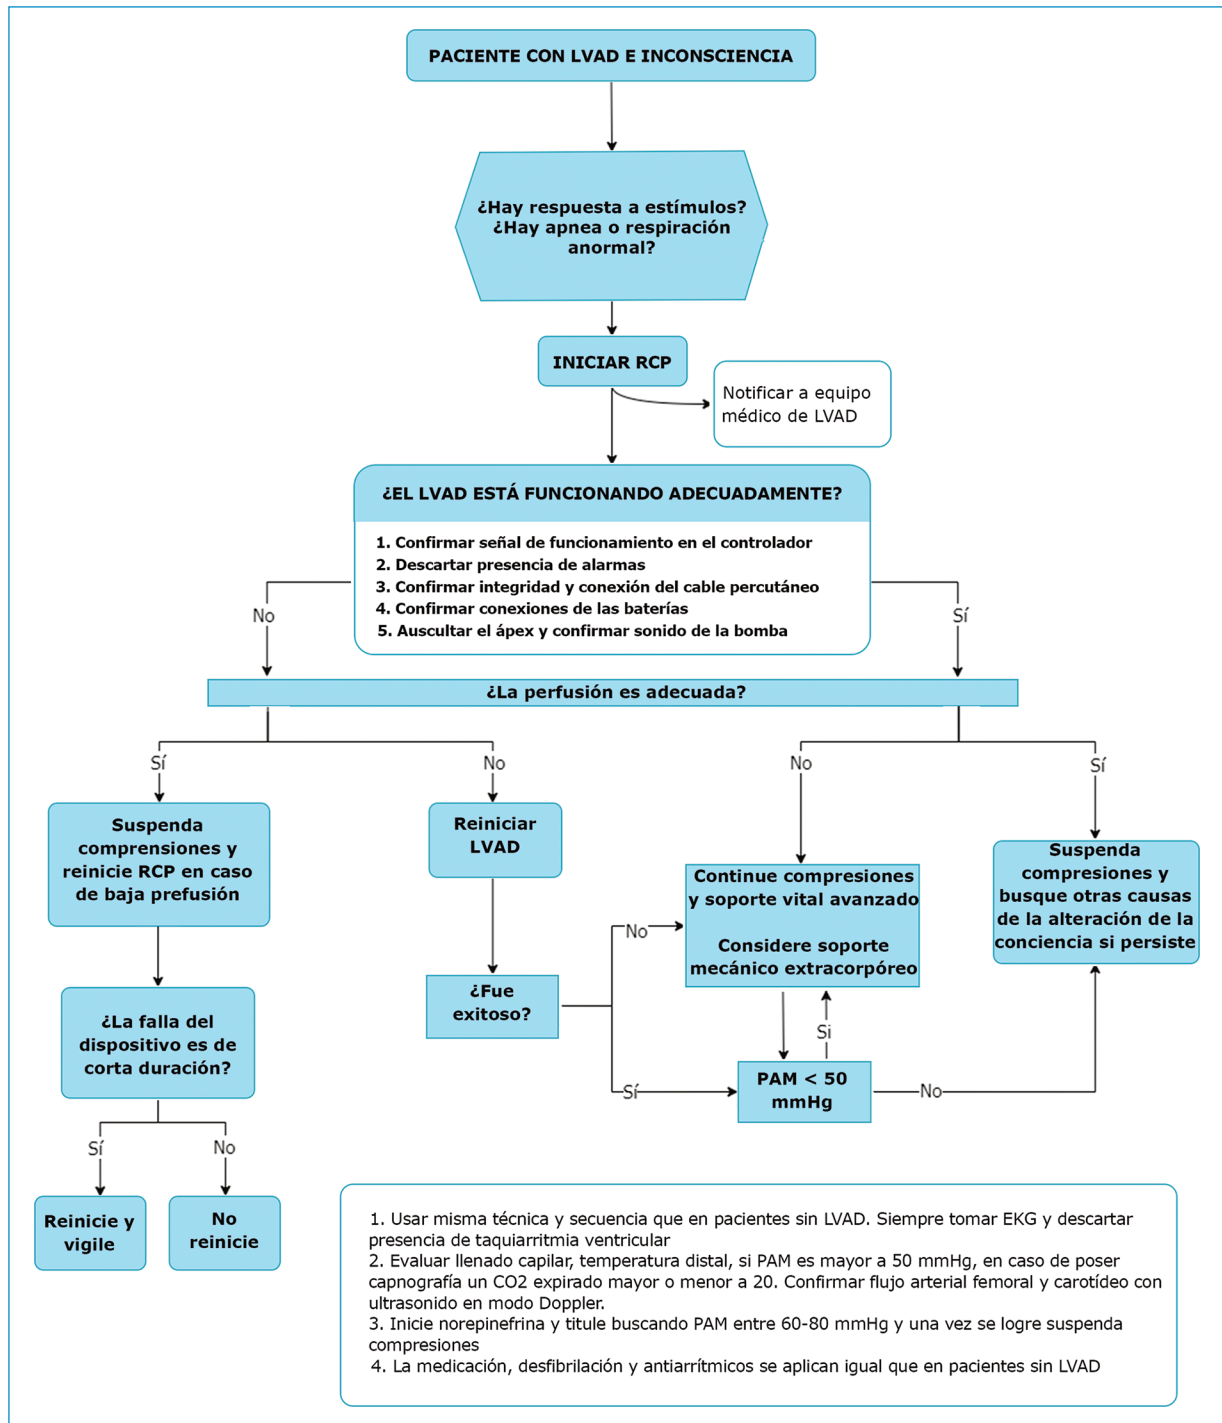 PACIENTE CON LVAD E INCONSCIENCIA
¿Hay respuesta a estímulos?
¿Hay apnea o respiración
anormal?
INICIAR RCP
Notificar a equipo
médico de LVAD
¿EL LVAD ESTÁ FUNCIONANDO ADECUADAMENTE?
1. Confirmar señal de funcionamiento en el controlador
2. Descartar presencia de alarmas
3. Confirmar integridad y conexión del cable percutáneo
4. Confirmar conexiones de las baterías
5. Auscultar el ápex y confirmar sonido de la bomba
No
Sí
¿La perfusión es adecuada?
Sí
No
No
Sí
Suspenda
comprensiones y
reinicie RCP en caso
de baja prefusión
Reiniciar
LVAD
Continue compresiones
y soporte vital avanzado
Considere soporte
mecánico extracorpóreo
Suspenda
compresiones y
busque otras causas
de la alteración de la
conciencia si persiste
No
¿La falla del
dispositivo es de
corta duración?
¿Fue
exitoso?
Si
Sí
PAM < 50
mmHg
No
Sí
No
Reinicie y
vigile
No
reinicie
1. Usar misma técnica y secuencia que en pacientes sin LVAD. Siempre tomar EKG y descartar
presencia de taquiarritmia ventricular
2. Evaluar llenado capilar, temperatura distal, si PAM es mayor a 50 mmHg, en caso de poser
capnografía un CO2 expirado mayor o menor a 20. Confirmar flujo arterial femoral y carotídeo con
ultrasonido en modo Doppler.
3. Inicie norepinefrina y titule buscando PAM entre 60-80 mmHg y una vez se logre suspenda
compresiones
4. La medicación, desfibrilación y antiarrítmicos se aplican igual que en pacientes sin LVAD